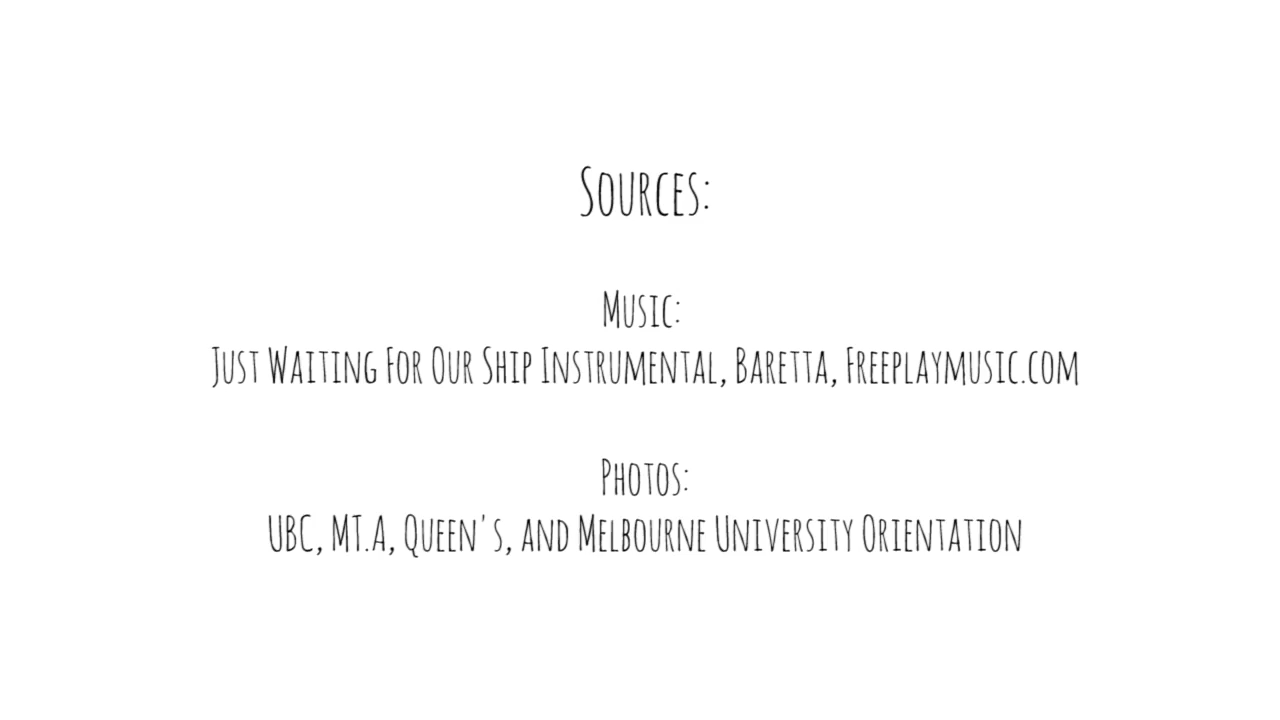 Sources:
Music:
Just Waiting For Our Ship Instrumental, Baretta, Freeplaymusic.com
Photos:
UBC, MT.A, Queen's, and Melbourne University Orientation